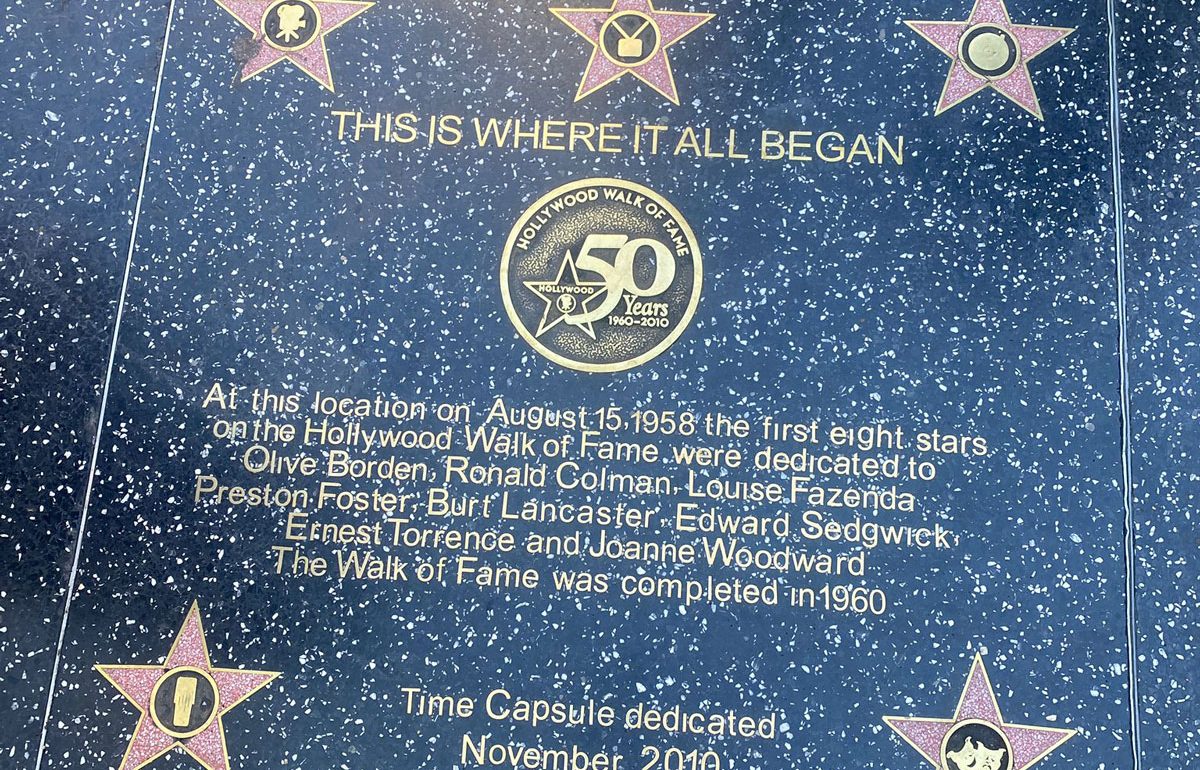 THIS IS WHERE IT ALL BEGAN
HOLLYWOOD WALK OF FAME
50
HOLLYWOOD
Years
1960-2010
At this location on August 15, 1958 the first eight stars
on the Hollywood Walk of Fame were dedicated to
Olive Borden, Ronald Colman, Louise Fazenda
Preston Foster, Burt Lancaster, Edward Sedgwick,
Ernest Torrence and Joanne Woodward
The Walk of Fame was completed in 1960
Time Capsule dedicated
November, 2010